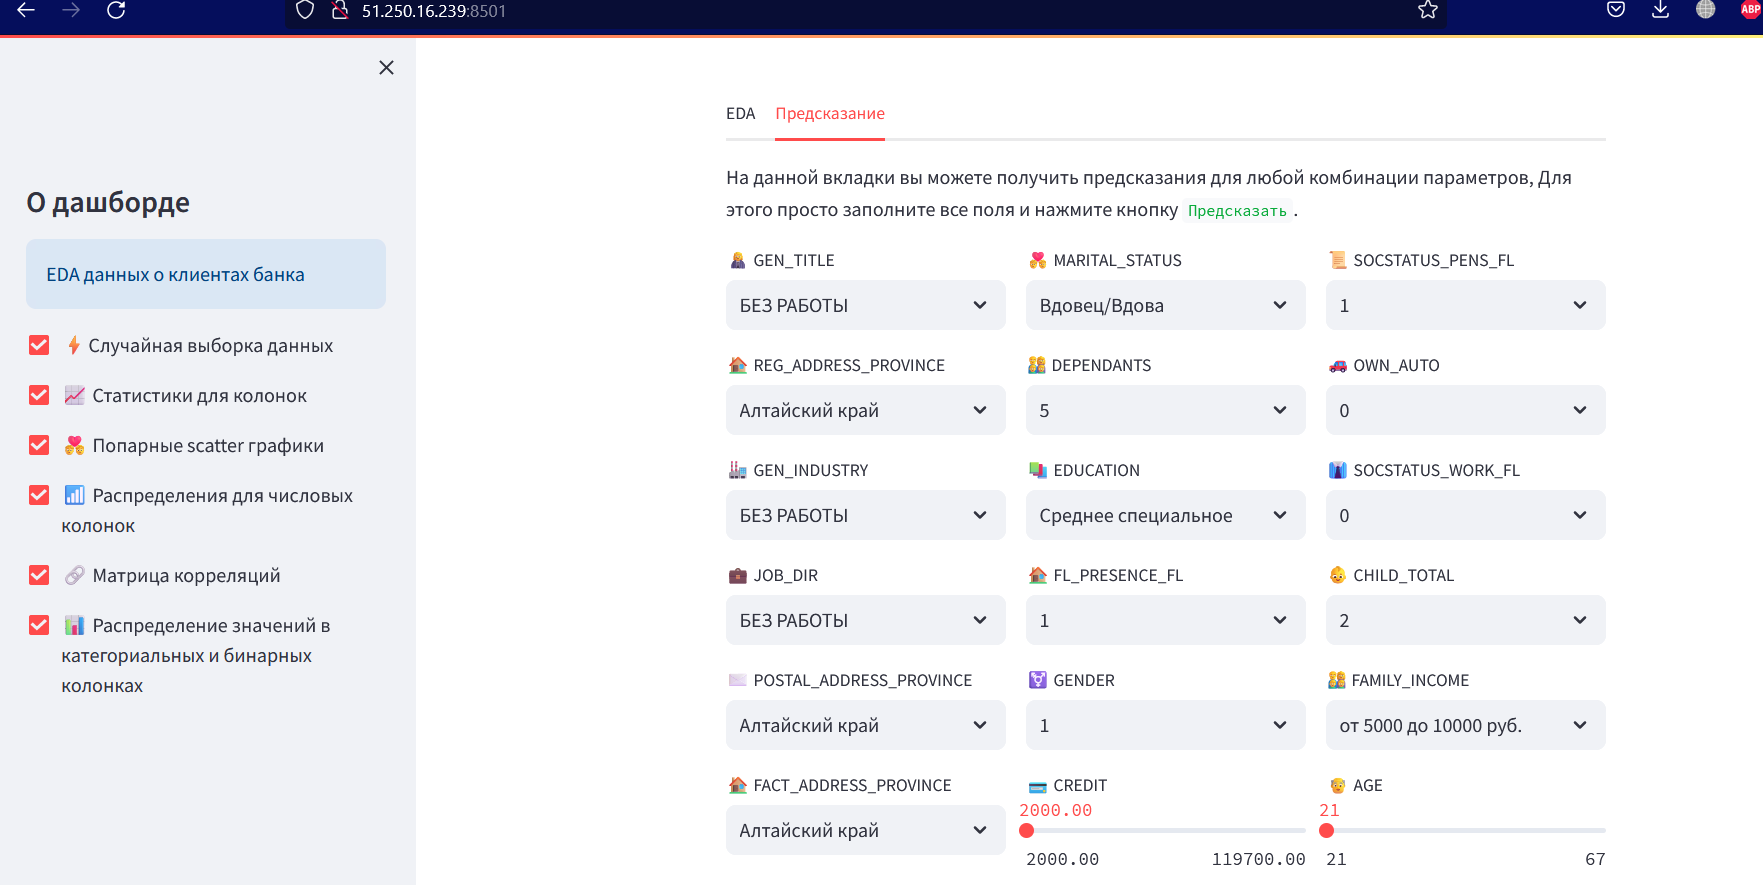 51.250.16.239:8501
ABP
О дашборде
EDA данных о клиентах банка
Случайная выборка данных
Статистики для колонок
Попарные scatter графики
Распределения для числовых
колонок
Матрица корреляций
Распределение значений в
категориальных и бинарных
колонках
EDA Предсказание
На данной вкладки вы можете получить предсказания для любой комбинации параметров, Для
этого просто заполните все поля и нажмите кнопку Предсказать .
GEN_TITLE MARITAL_STATUS SOCSTATUS_PENS_FL
БЕЗ РАБОТЫ Вдовец/Вдова 1
REG_ADDRESS_PROVINCE DEPENDANTS OWN_AUTO
Алтайский край 5 0
GEN_INDUSTRY EDUCATION SOCSTATUS_WORK_FL
БЕЗ РАБОТЫ Среднее специальное 0
JOB_DIR FL_PRESENCE_FL CHILD_TOTAL
БЕЗ РАБОТЫ 1 2
POSTAL_ADDRESS_PROVINCE GENDER FAMILY_INCOME
Алтайский край 1 от 5000 до 10000 руб.
FACT_ADDRESS_PROVINCE CREDIT AGE
2000.00 21
Алтайский край
2000.00 119700.00 21 67